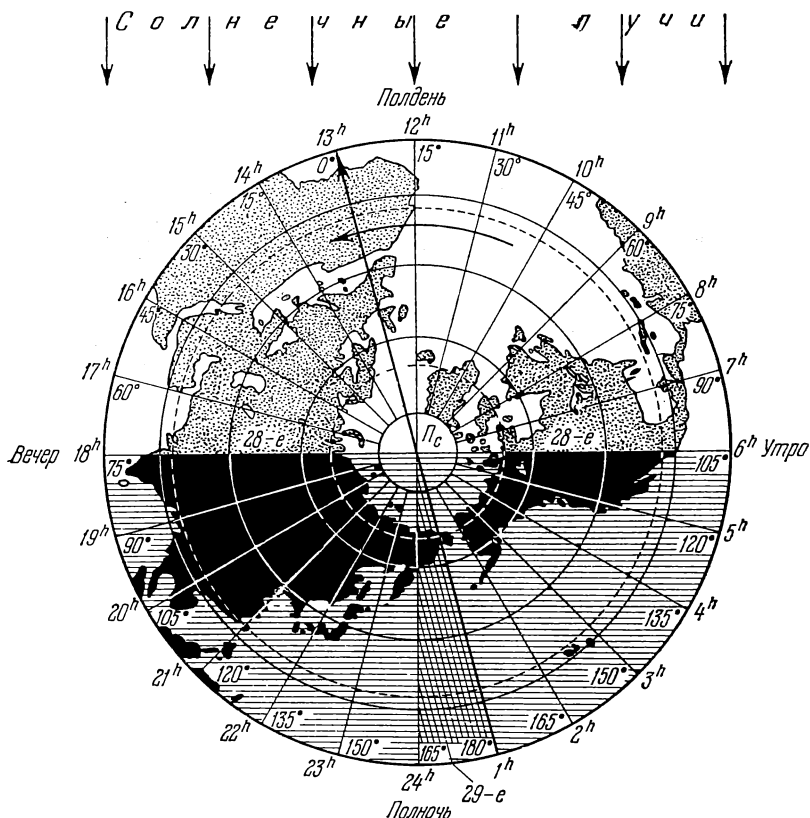 Солнечные лучи
Полдень
14ʰ 13ʰ 12ʰ 11ʰ 10ʰ
15° 0° 15° 30° 45°
15ʰ 9ʰ
30° 60°
16ʰ 8ʰ
45° 75°
17ʰ 7ʰ
60° 90°
28-е Пс 28-е
Вечер 18ʰ 6ʰ Утро
75° 105°
19ʰ 5ʰ
90° 120°
20ʰ 4ʰ
105° 135°
21ʰ 3ʰ
120° 150°
22ʰ 2ʰ
135° 165°
23ʰ 24ʰ 1ʰ
150° 165° 180°
29-е
Полночь